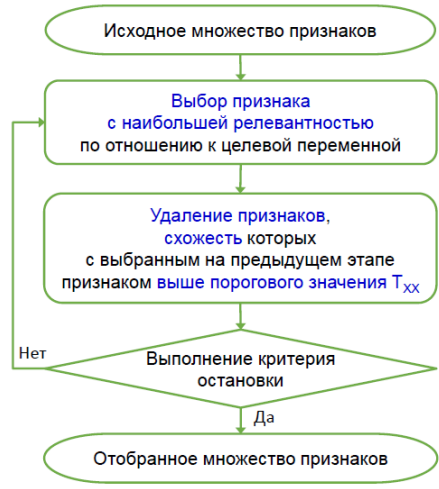 Исходное множество признаков
Выбор признака
с наибольшей релевантностью
по отношению к целевой переменной
Удаление признаков,
схожесть которых
с выбранным на предыдущем этапе
признаком выше порогового значения Tхх
Нет
Выполнение критерия
остановки
Да
Отобранное множество признаков